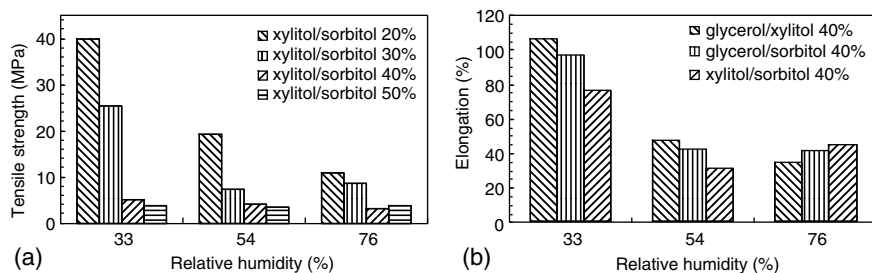 40
30
20
10
0
Tensile strength (MPa)
xylitol/sorbitol 20%
xylitol/sorbitol 30%
xylitol/sorbitol 40%
xylitol/sorbitol 50%
33
54
76
Relative humidity (%)
(a)
120
100
80
60
40
20
0
Elongation (%)
glycerol/xylitol 40%
glycerol/sorbitol 40%
xylitol/sorbitol 40%
33
54
76
Relative humidity (%)
(b)